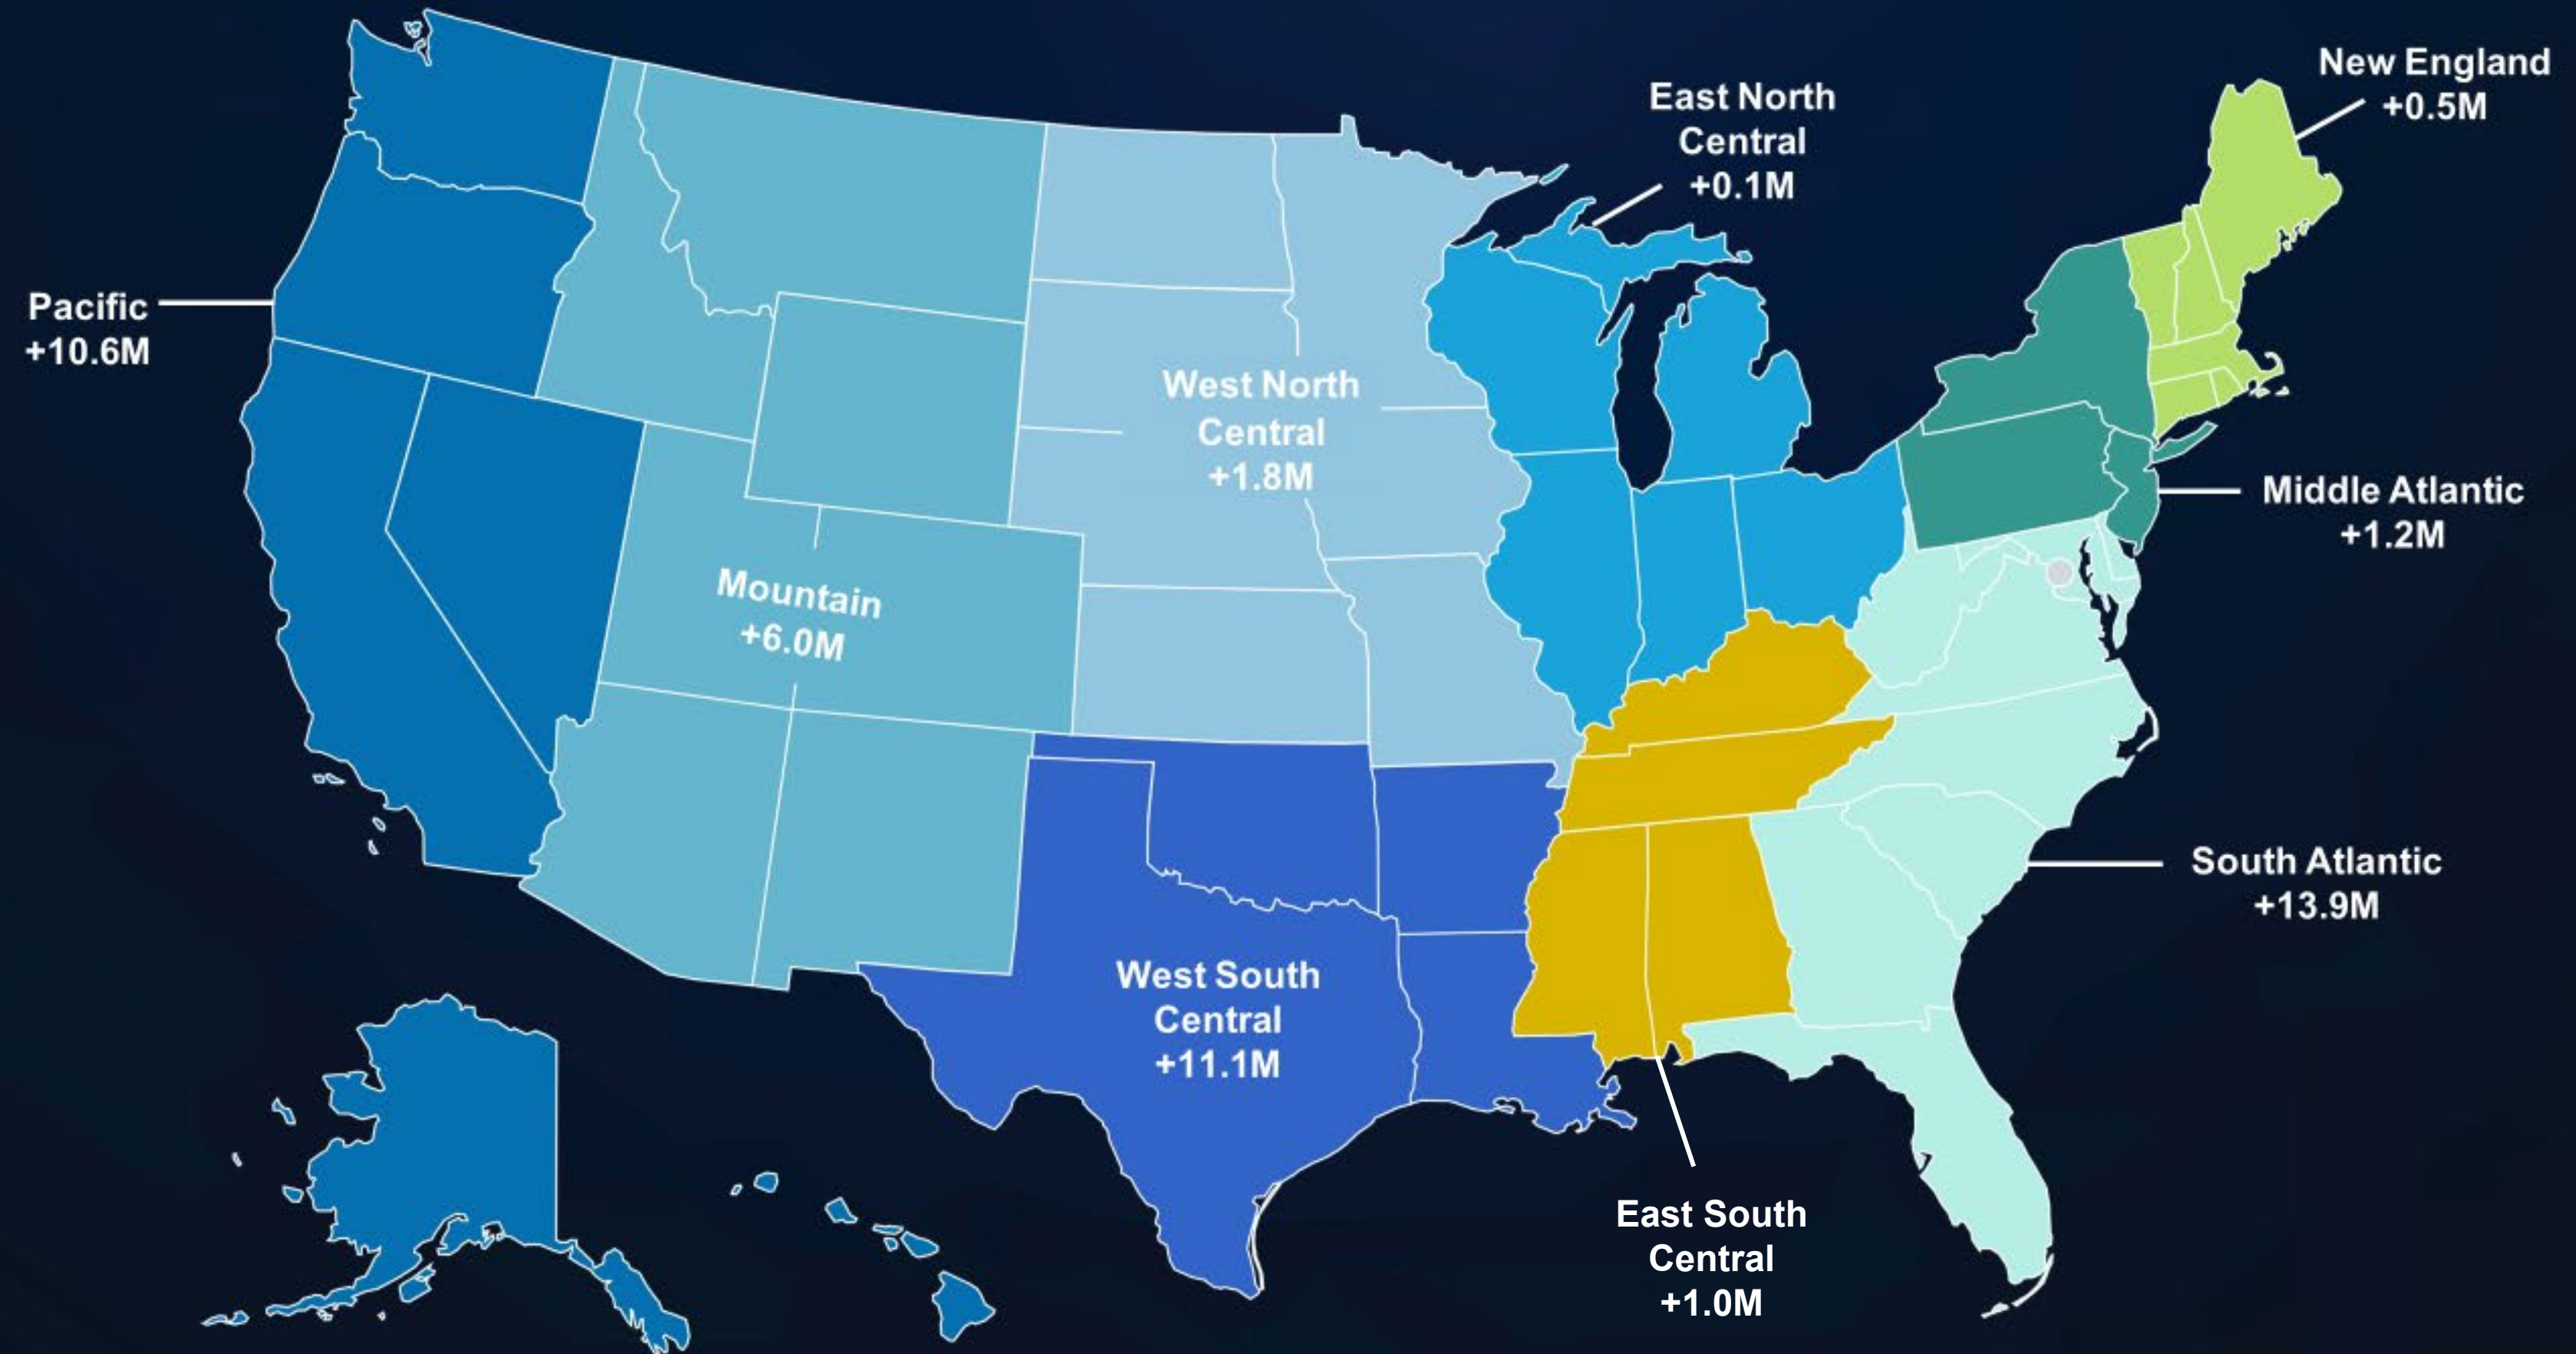 New England
+0.5M
East North
Central
+0.1M
Pacific
+10.6M
West North
Central
+1.8M
Middle Atlantic
+1.2M
Mountain
+6.0M
South Atlantic
+13.9M
West South
Central
+11.1M
East South
Central
+1.0M